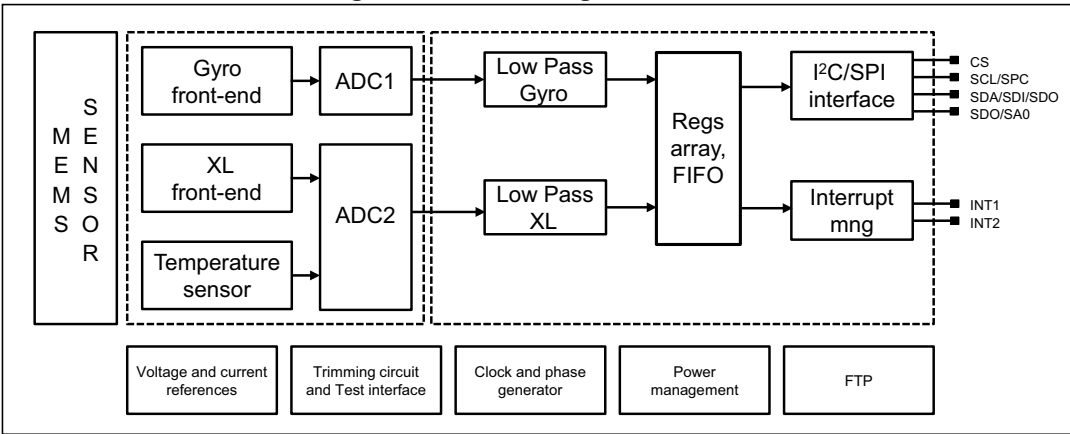 MEMS
SENSOR
Gyro
front-end
ADC1
XL
front-end
ADC2
Temperature
sensor
Low Pass
Gyro
Low Pass
XL
Regs
array,
FIFO
I²C/SPI
interface
Interrupt
mng
CS
SCL/SPC
SDA/SDI/SDO
SDO/SA0
INT1
INT2
Voltage and current
references
Trimming circuit
and Test interface
Clock and phase
generator
Power
management
FTP